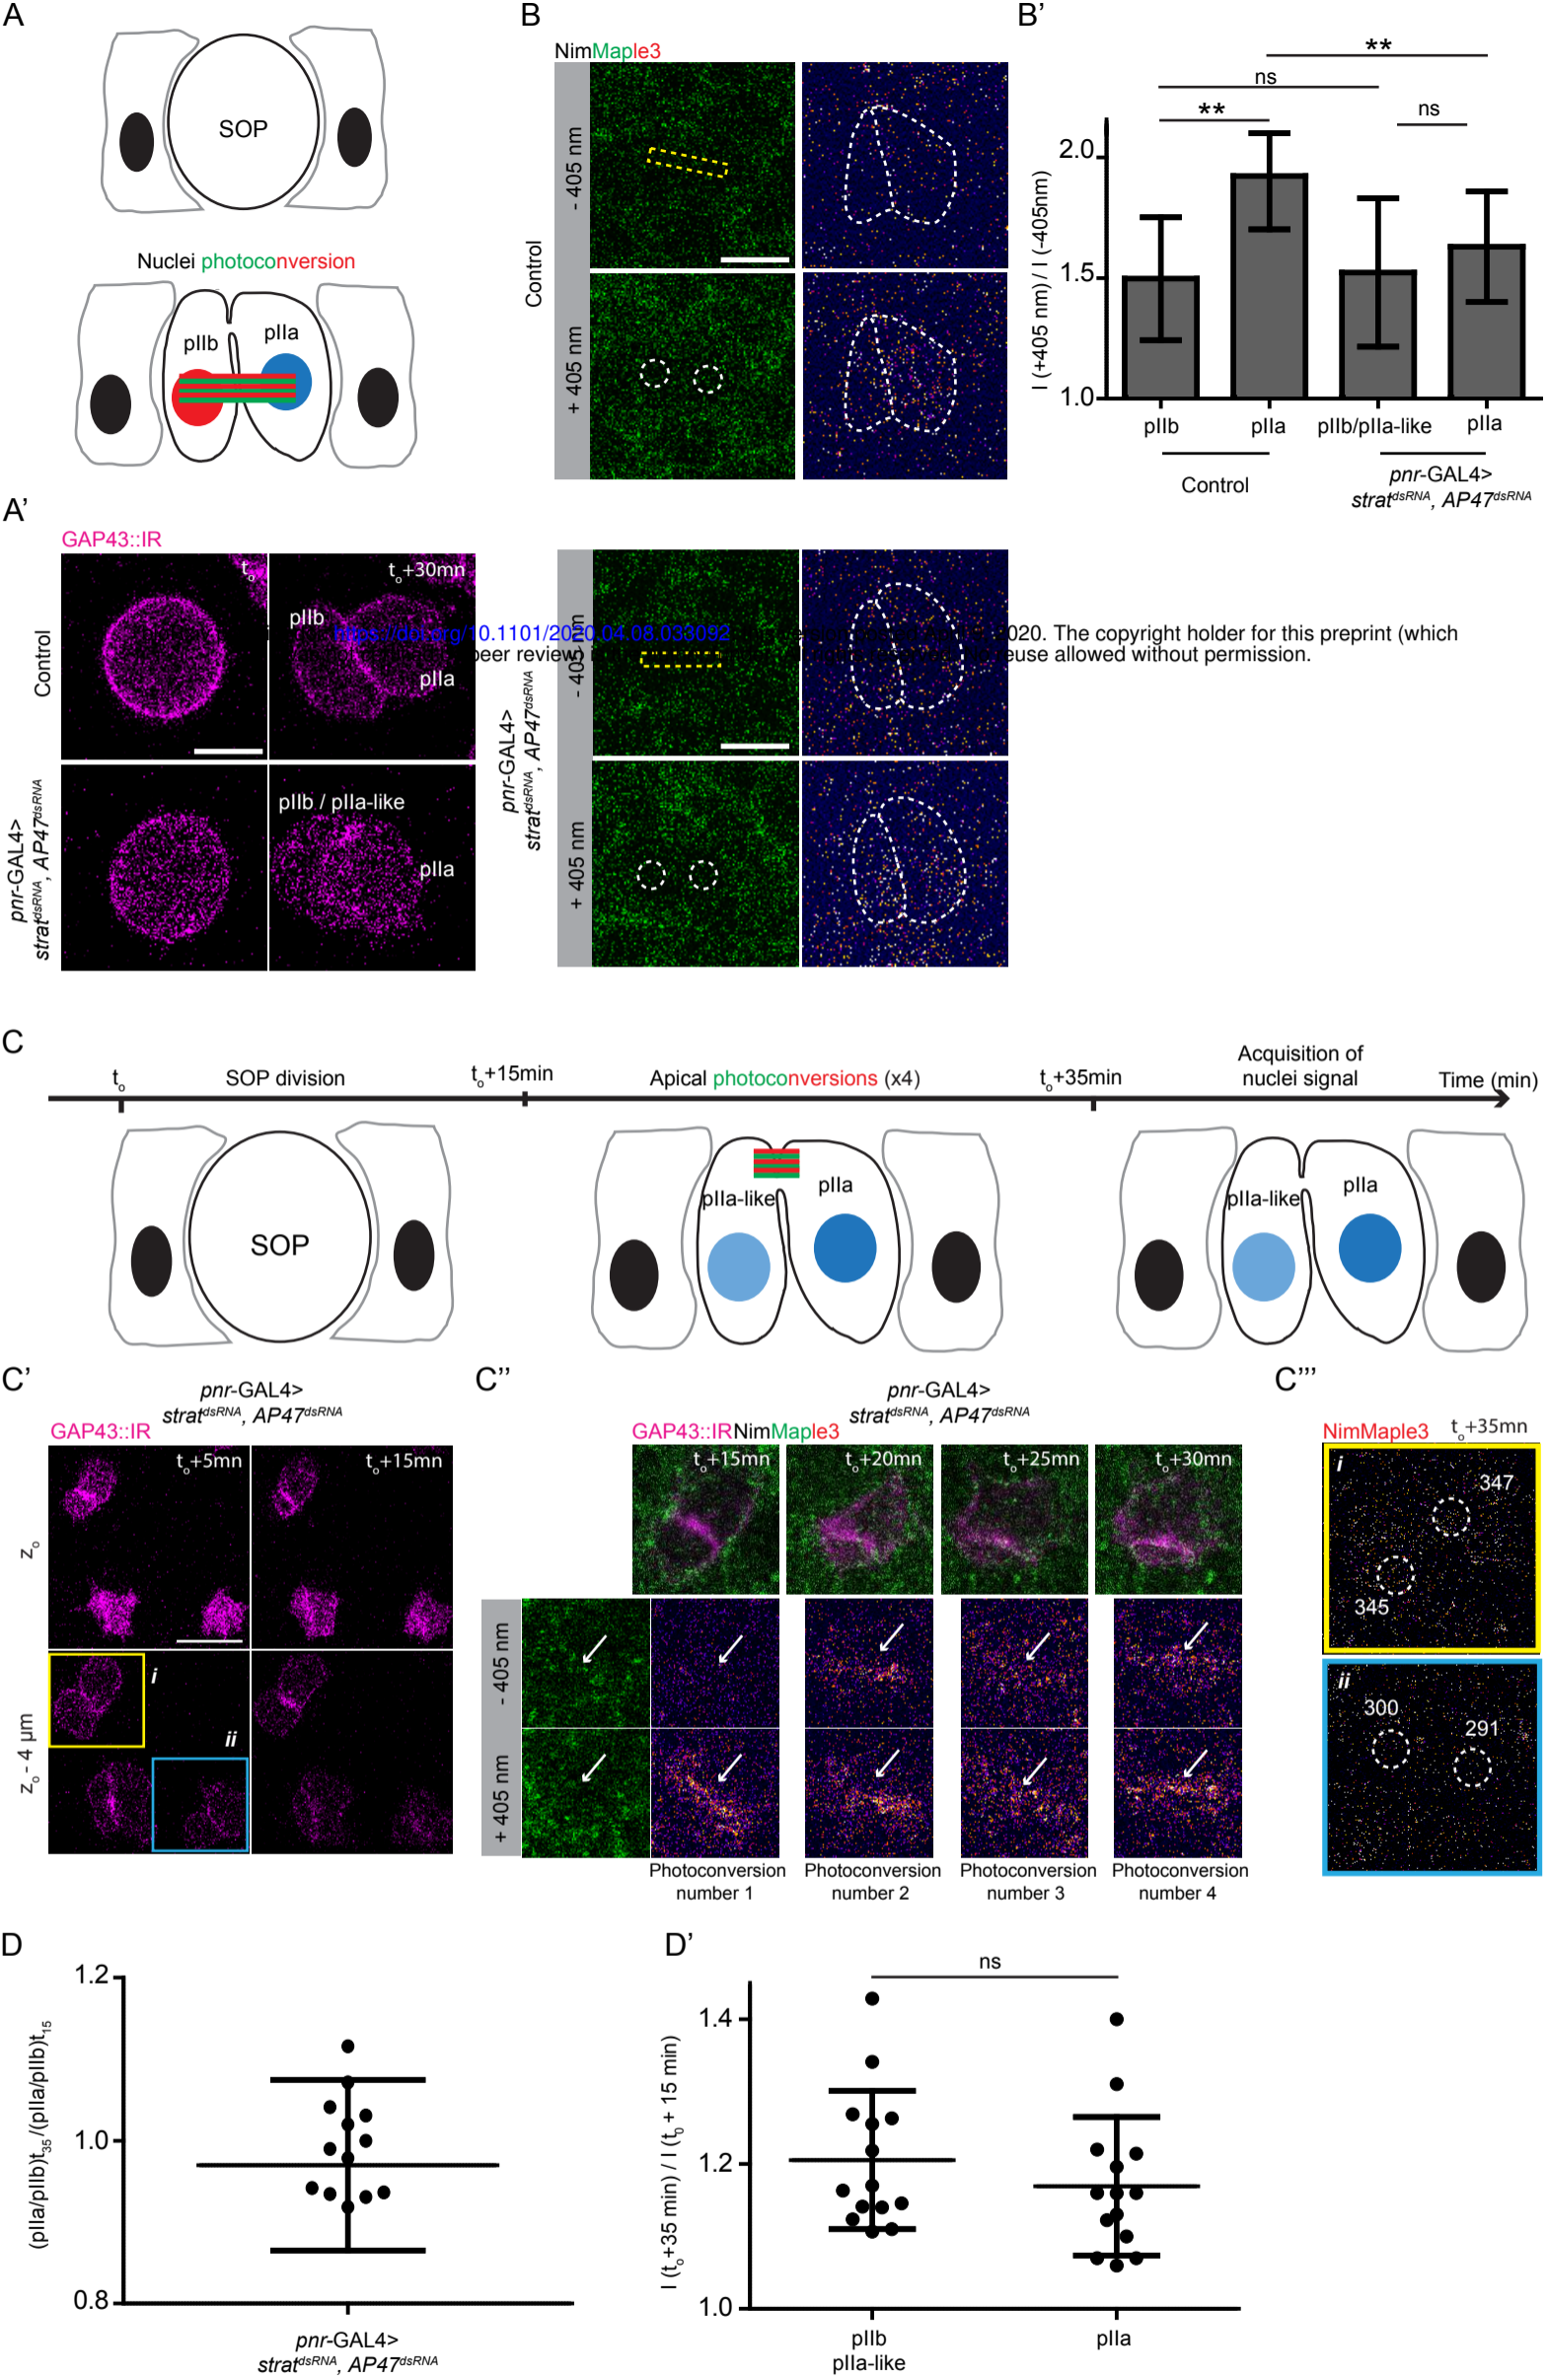 A
SOP
Nuclei photoconversion
pIIb
pIIa
A’
GAP43::IR
Control
to
to+30mn
pIIb
pIIa
pnr-GAL4>
stratdsRNA, AP47dsRNA
pIIb / pIIa-like
pIIa
B
NimMaple3
Control
- 405 nm
+ 405 nm
pnr-GAL4>
stratdsRNA, AP47dsRNA
- 405 nm
+ 405 nm
https://doi.org/10.1101/2020.04.08.033092
020. The copyright holder for this preprint (which
peer review)
euse allowed without permission.
B’
I (+405 nm) / I (-405nm)
2.0
1.5
1.0
**
ns
**
ns
pIIb
pIIa
pIIb/pIIa-like
pIIa
Control
pnr-GAL4>
stratdsRNA, AP47dsRNA
C
to
SOP division
to+15min
Apical photoconversions (x4)
to+35min
Acquisition of
nuclei signal
Time (min)
SOP
pIIa-like
pIIa
pIIa-like
pIIa
C’
pnr-GAL4>
stratdsRNA, AP47dsRNA
GAP43::IR
to+5mn
to+15mn
zo
zo - 4 µm
i
ii
C’’
pnr-GAL4>
stratdsRNA, AP47dsRNA
GAP43::IRNimMaple3
to+15mn
to+20mn
to+25mn
to+30mn
- 405 nm
+ 405 nm
Photoconversion
number 1
Photoconversion
number 2
Photoconversion
number 3
Photoconversion
number 4
C’’’
NimMaple3
to+35mn
i
347
345
ii
300
291
D
(pIIa/pIIb)t35/(pIIa/pIIb)t15
1.2
1.0
0.8
pnr-GAL4>
stratdsRNA, AP47dsRNA
D’
I (to+35 min) / I (t0 + 15 min)
1.4
1.2
1.0
ns
pIIb
pIIa-like
pIIa